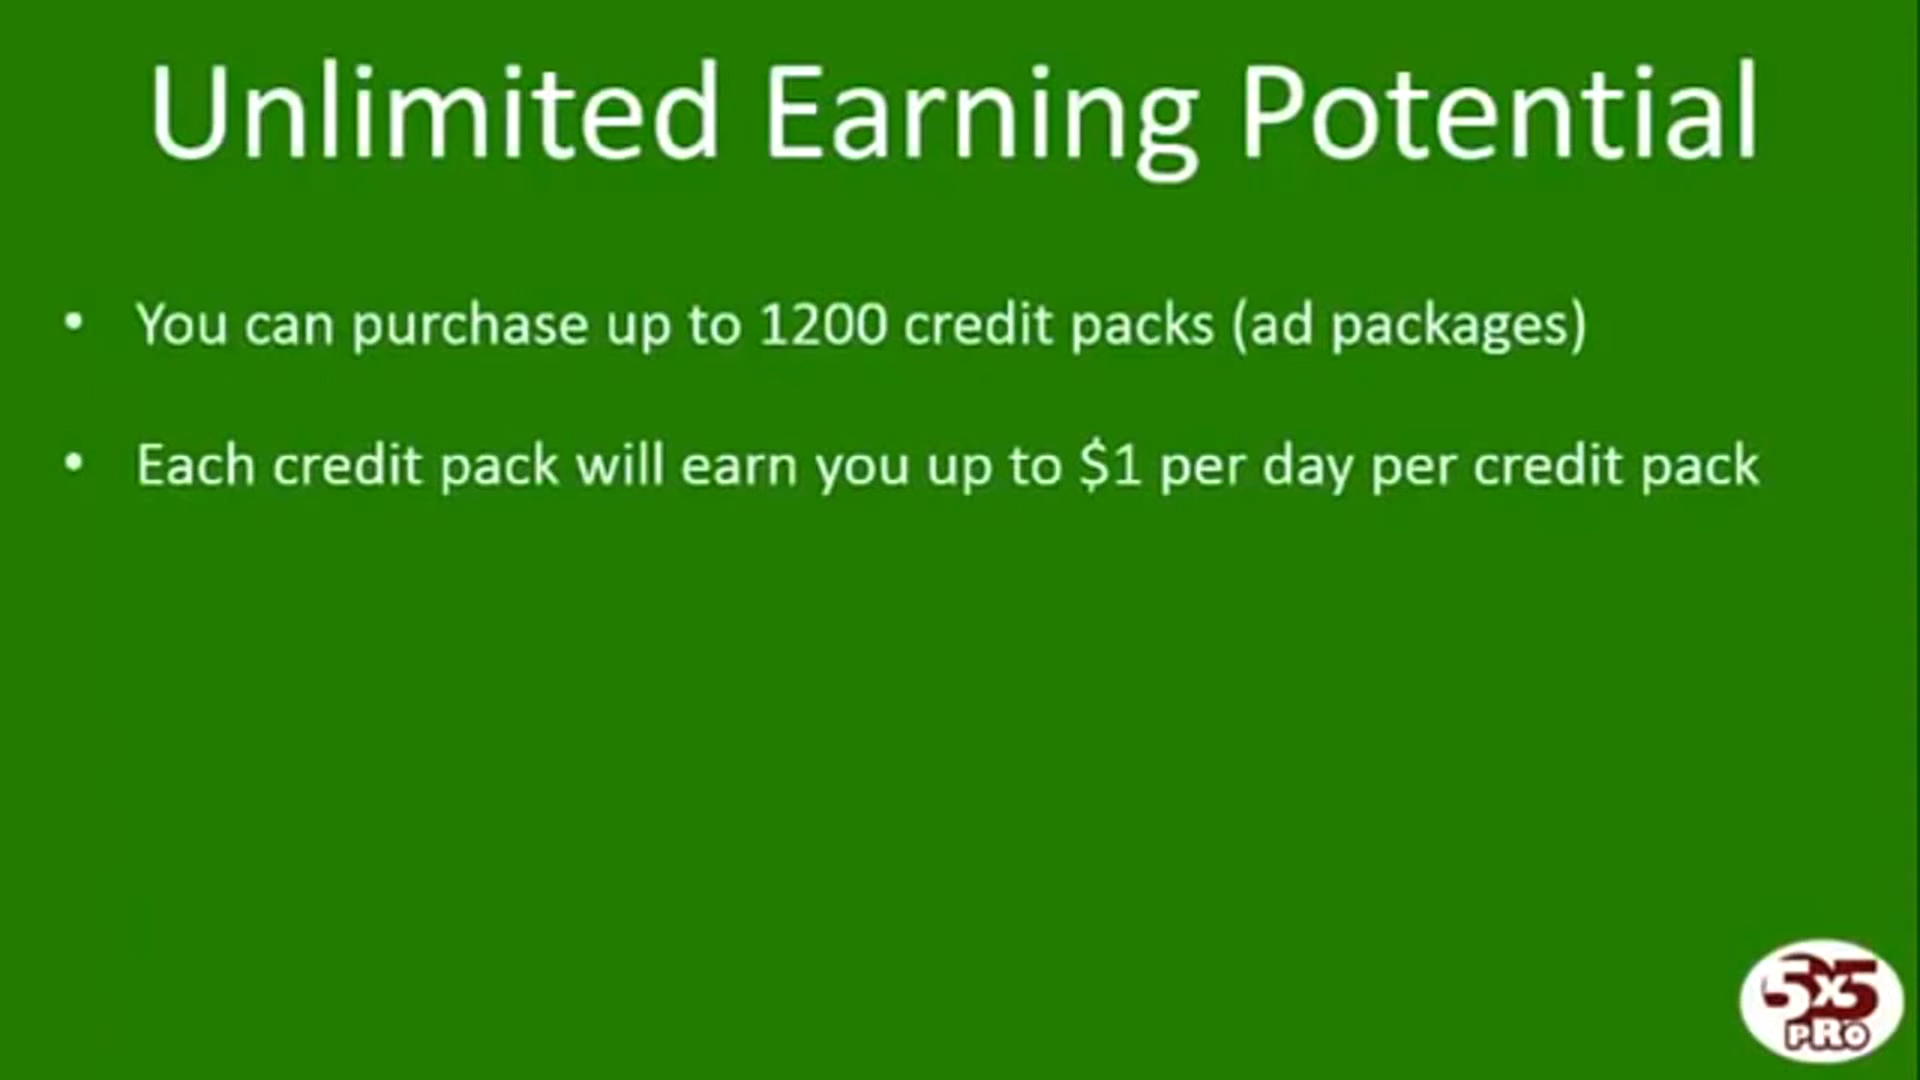 Unlimited Earning Potential
• You can purchase up to 1200 credit packs (ad packages)
• Each credit pack will earn you up to $1 per day per credit pack
5x5
PRo